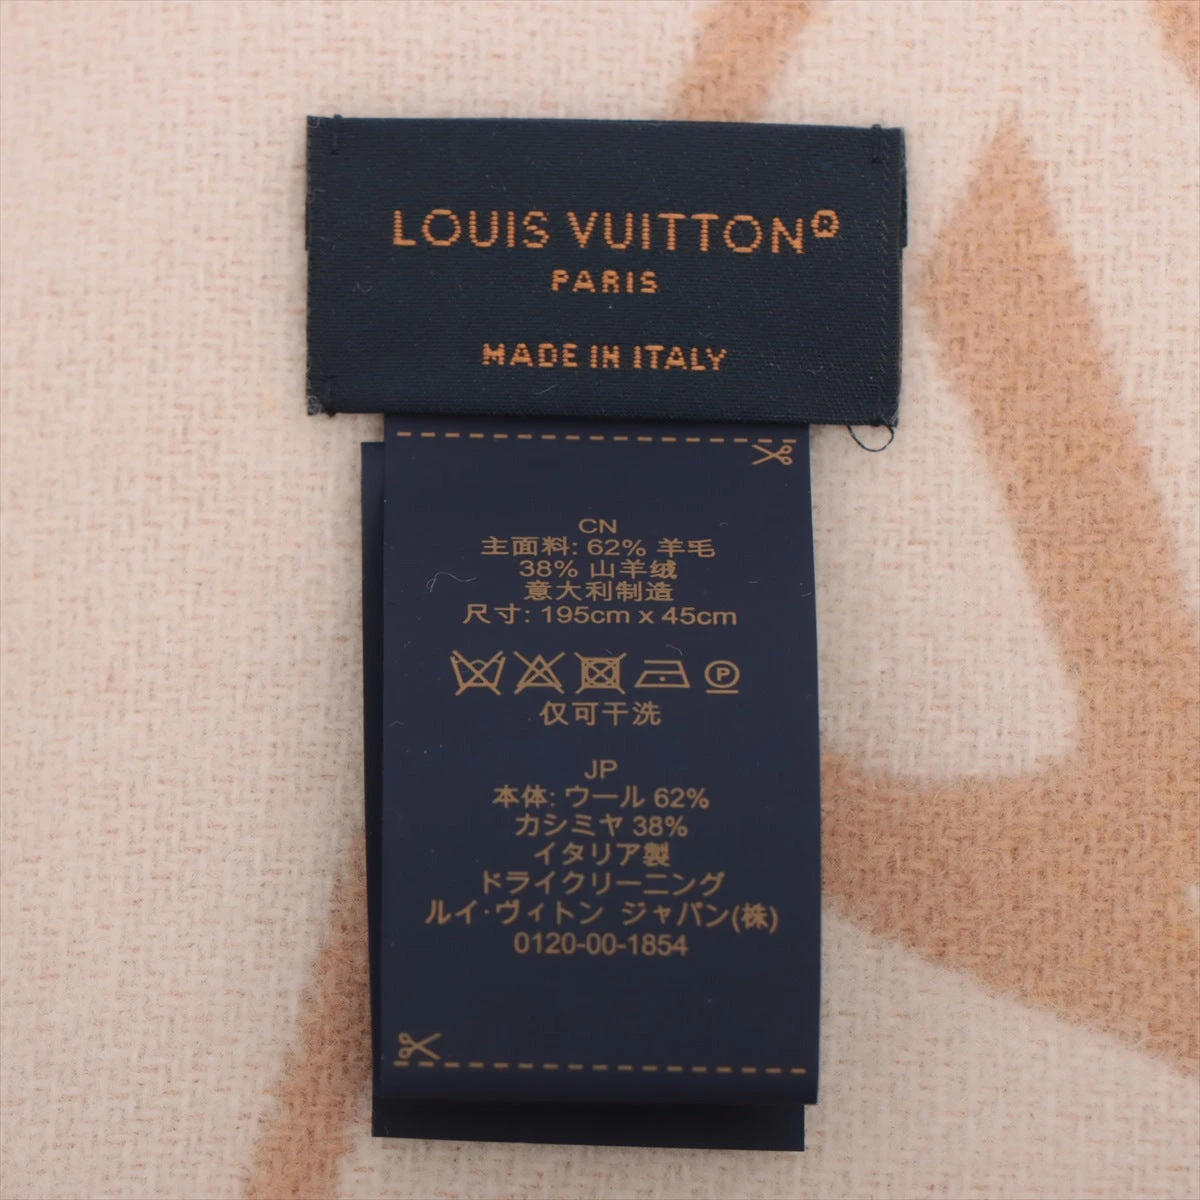 LOUIS VUITTON®
PARIS
MADE IN ITALY
CN
主面料: 62% 羊毛
38% 山羊绒
意大利制造
尺寸: 195cm x 45cm
P
仅可干洗
JP
本体: ウール 62%
カシミヤ 38%
イタリア製
ドライクリーニング
ルイ・ヴィトン ジャパン(株)
0120-00-1854